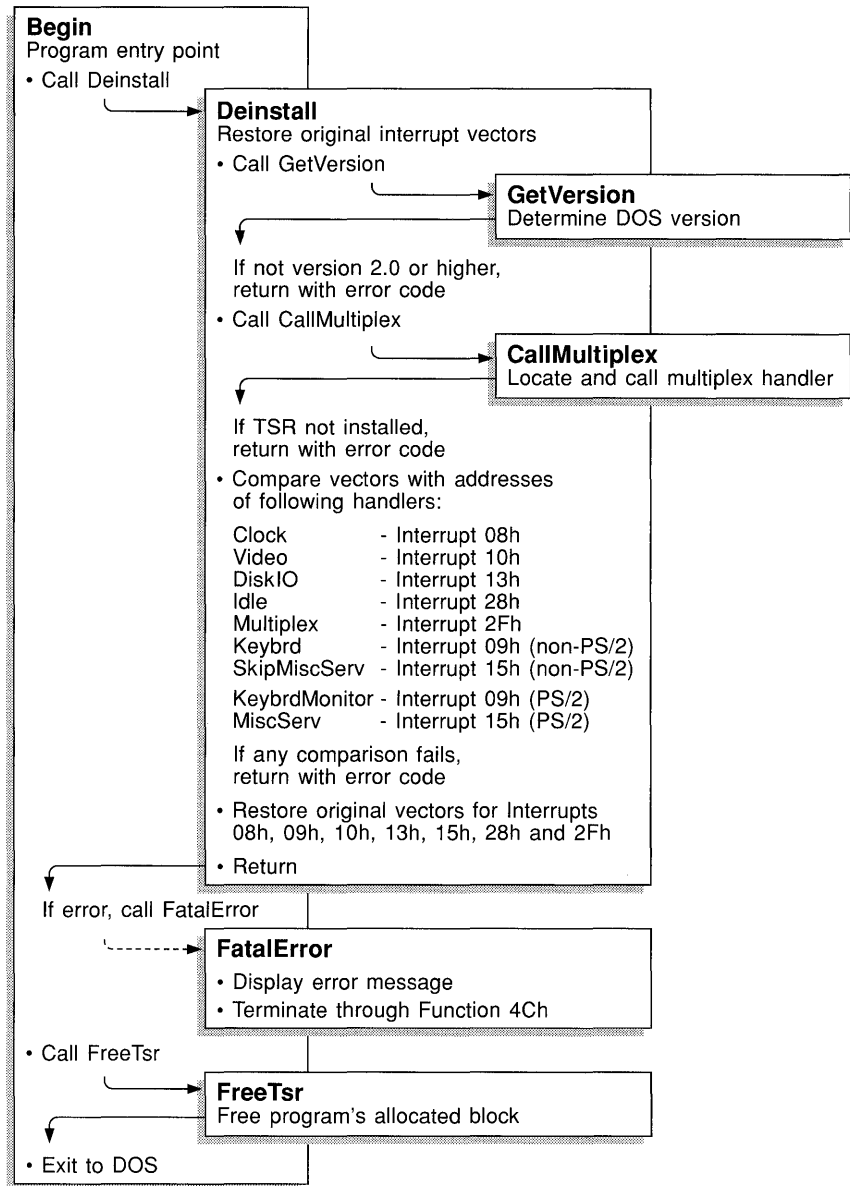 Begin
Program entry point
• Call Deinstall
Deinstall
Restore original interrupt vectors
• Call GetVersion
GetVersion
Determine DOS version
If not version 2.0 or higher,
return with error code
• Call CallMultiplex
CallMultiplex
Locate and call multiplex handler
If TSR not installed,
return with error code
• Compare vectors with addresses
of following handlers:
Clock - Interrupt 08h
Video - Interrupt 10h
DiskIO - Interrupt 13h
Idle - Interrupt 28h
Multiplex - Interrupt 2Fh
Keybrd - Interrupt 09h (non-PS/2)
SkipMiscServ - Interrupt 15h (non-PS/2)
KeybrdMonitor - Interrupt 09h (PS/2)
MiscServ - Interrupt 15h (PS/2)
If any comparison fails,
return with error code
• Restore original vectors for Interrupts
08h, 09h, 10h, 13h, 15h, 28h and 2Fh
• Return
If error, call FatalError
FatalError
• Display error message
• Terminate through Function 4Ch
• Call FreeTsr
FreeTsr
Free program's allocated block
• Exit to DOS